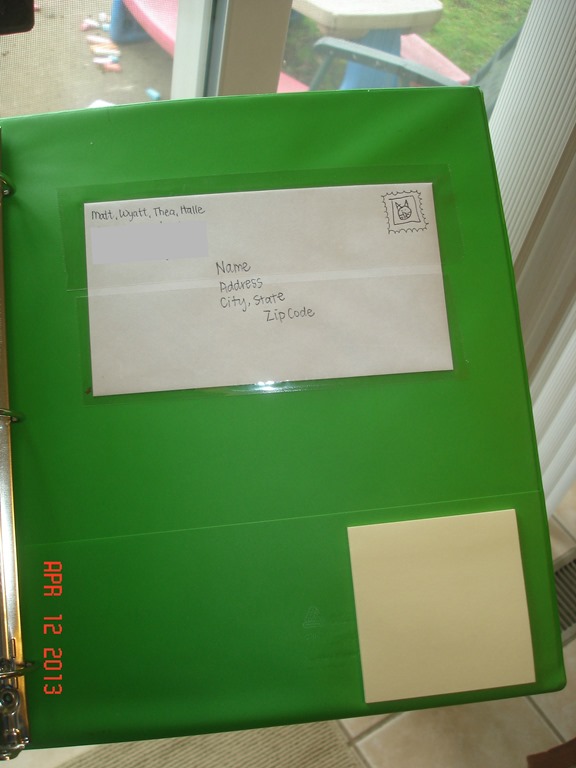 Matt, Wyatt, Thea, Halle
Name
Address
City, State
Zip Code
APR 12 2013